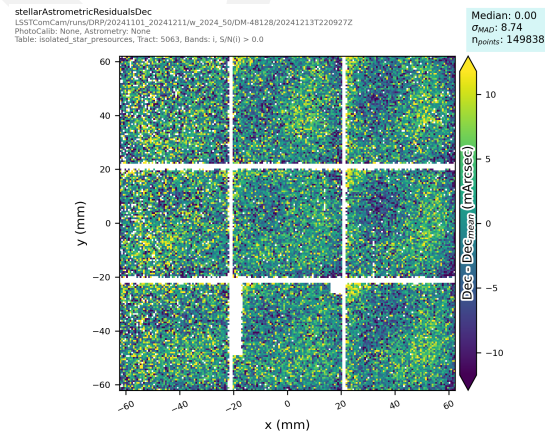 stellarAstrometricResidualsDec
LSSTComCam/runs/DRP/20241101_20241211/w_2024_50/DM-48128/20241213T220927Z
PhotoCalib: None, Astrometry: None
Table: isolated_star_presources, Tract: 5063, Bands: i, S/N(i) > 0.0
Median: 0.00
σMAD: 8.74
npoints: 149838
60
40
20
0
−20
−40
−60
y (mm)
−60 −40 −20 0 20 40 60
x (mm)
10
5
0
−5
−10
Dec - Decmean (mArcsec)